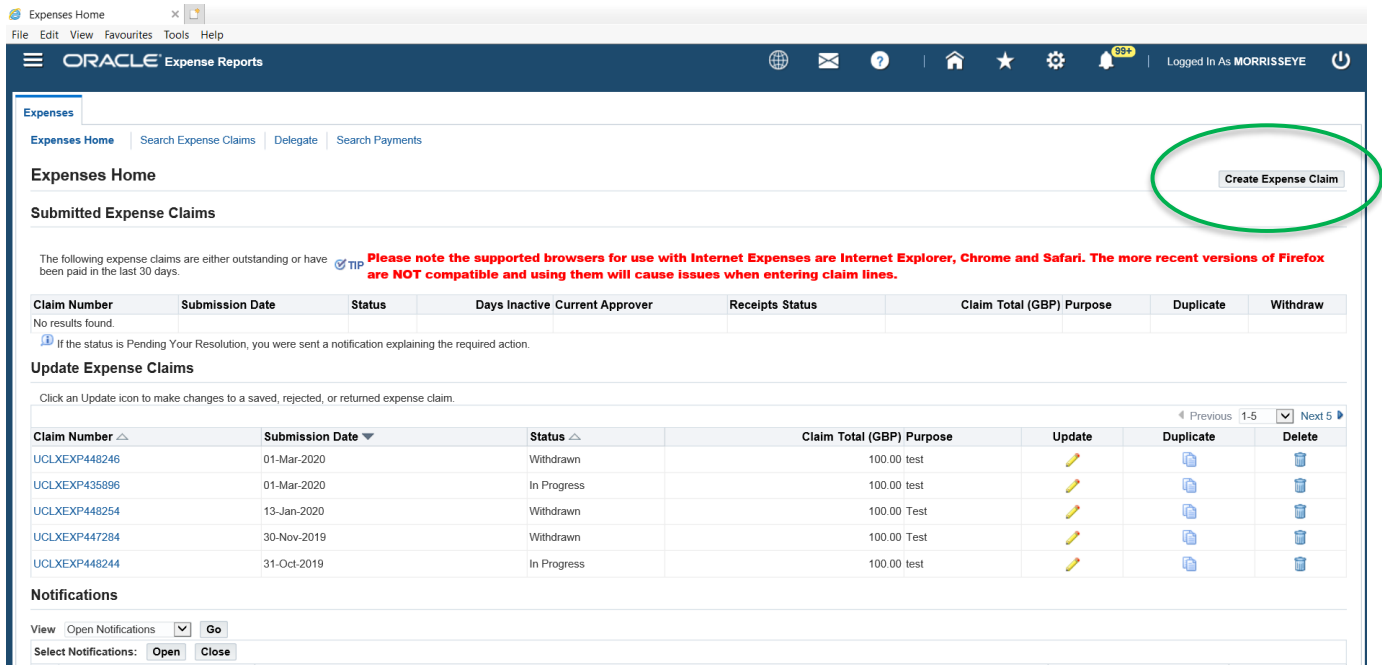 Expenses Home
File Edit View Favourites Tools Help
ORACLE Expense Reports
99+
Logged In As MORRISSEYE
Expenses
Expenses Home Search Expense Claims Delegate Search Payments
Expenses Home
Create Expense Claim
Submitted Expense Claims
The following expense claims are either outstanding or have
been paid in the last 30 days.
TIP Please note the supported browsers for use with Internet Expenses are Internet Explorer, Chrome and Safari. The more recent versions of Firefox
are NOT compatible and using them will cause issues when entering claim lines.
Claim Number Submission Date Status Days Inactive Current Approver Receipts Status Claim Total (GBP) Purpose Duplicate Withdraw
No results found.
If the status is Pending Your Resolution, you were sent a notification explaining the required action.
Update Expense Claims
Click an Update icon to make changes to a saved, rejected, or returned expense claim.
Previous 1-5 Next 5
Claim Number Submission Date Status Claim Total (GBP) Purpose Update Duplicate Delete
UCLXEXP448246 01-Mar-2020 Withdrawn 100.00 test
UCLXEXP435896 01-Mar-2020 In Progress 100.00 test
UCLXEXP448254 13-Jan-2020 Withdrawn 100.00 Test
UCLXEXP447284 30-Nov-2019 Withdrawn 100.00 Test
UCLXEXP448244 31-Oct-2019 In Progress 100.00 test
Notifications
View Open Notifications Go
Select Notifications: Open Close